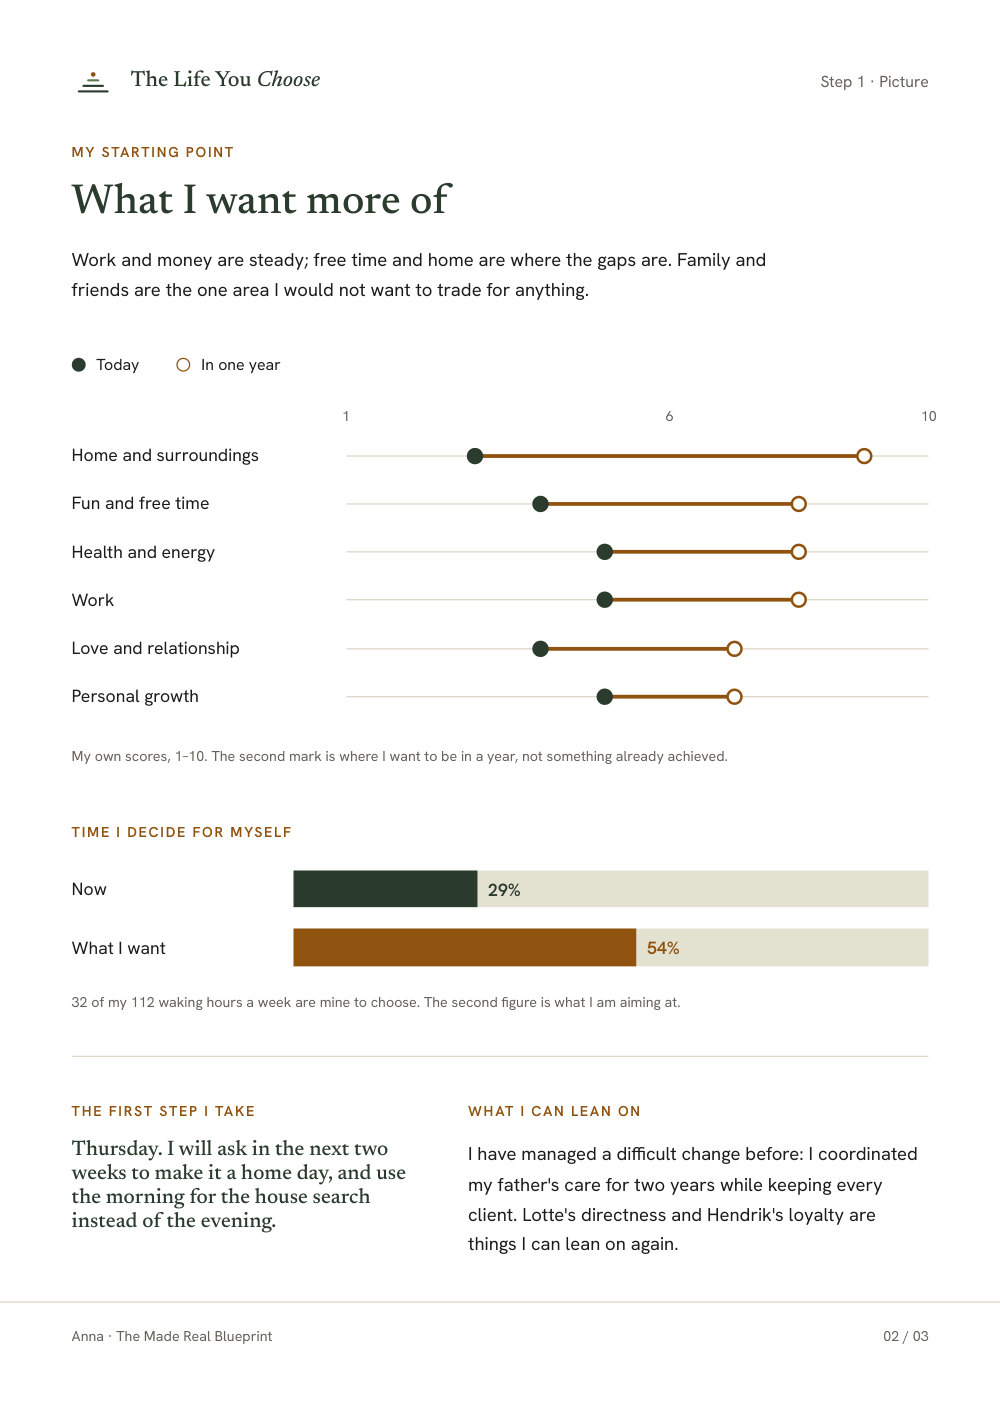 The Life You Choose
Step 1 · Picture
MY STARTING POINT
What I want more of
Work and money are steady; free time and home are where the gaps are. Family and
friends are the one area I would not want to trade for anything.
Today
In one year
1 6 10
Home and surroundings
Fun and free time
Health and energy
Work
Love and relationship
Personal growth
My own scores, 1–10. The second mark is where I want to be in a year, not something already achieved.
TIME I DECIDE FOR MYSELF
Now 29%
What I want 54%
32 of my 112 waking hours a week are mine to choose. The second figure is what I am aiming at.
THE FIRST STEP I TAKE
Thursday. I will ask in the next two
weeks to make it a home day, and use
the morning for the house search
instead of the evening.
WHAT I CAN LEAN ON
I have managed a difficult change before: I coordinated
my father's care for two years while keeping every
client. Lotte's directness and Hendrik's loyalty are
things I can lean on again.
Anna · The Made Real Blueprint
02 / 03